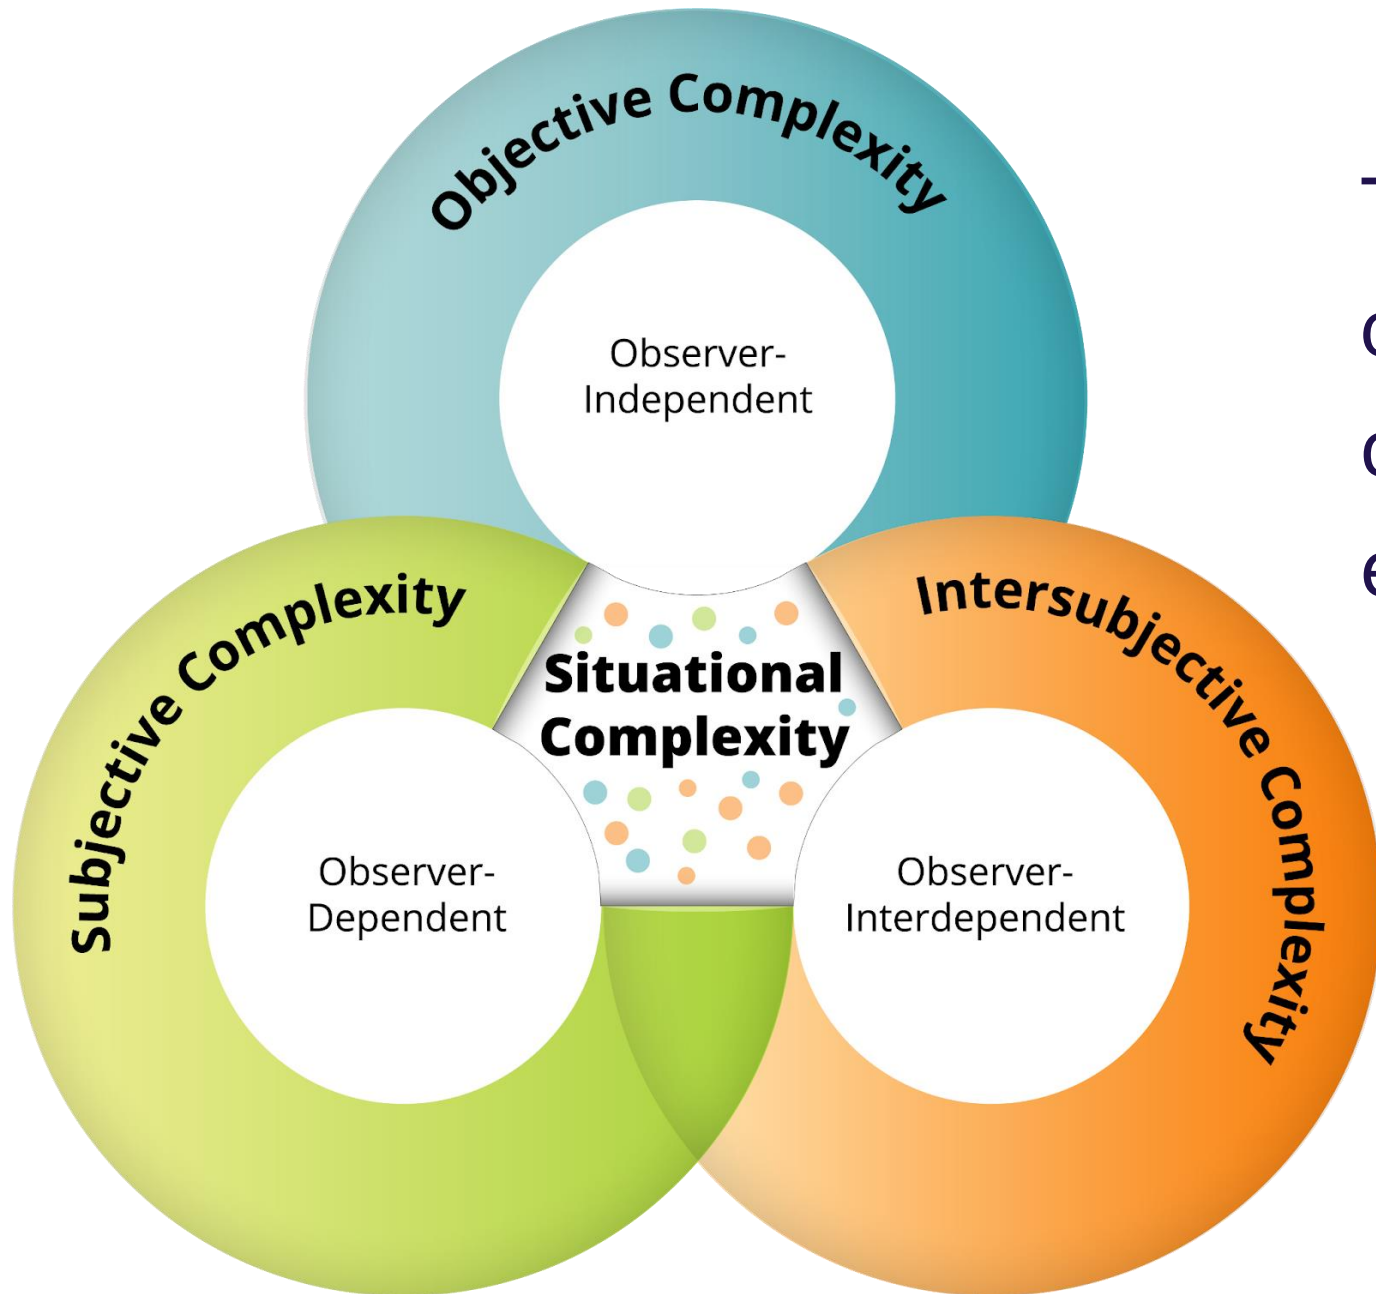 Objective Complexity
Observer-
Independent
Subjective Complexity
Intersubjective Complexity
Situational
Complexity
Observer-
Dependent
Observer-
Interdependent